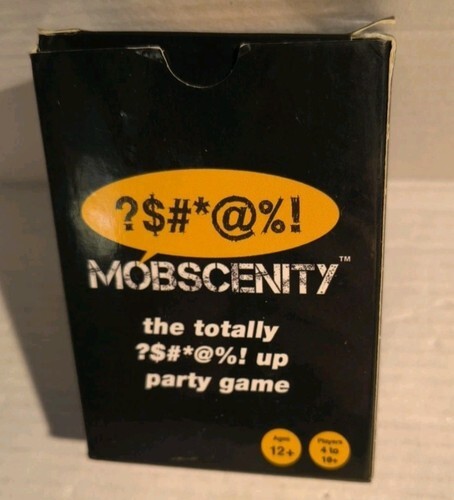 ?$#*@%!
MOBSCENITY™
the totally
?$#*@%! up
party game
Ages
12+
Players
4 to
10+